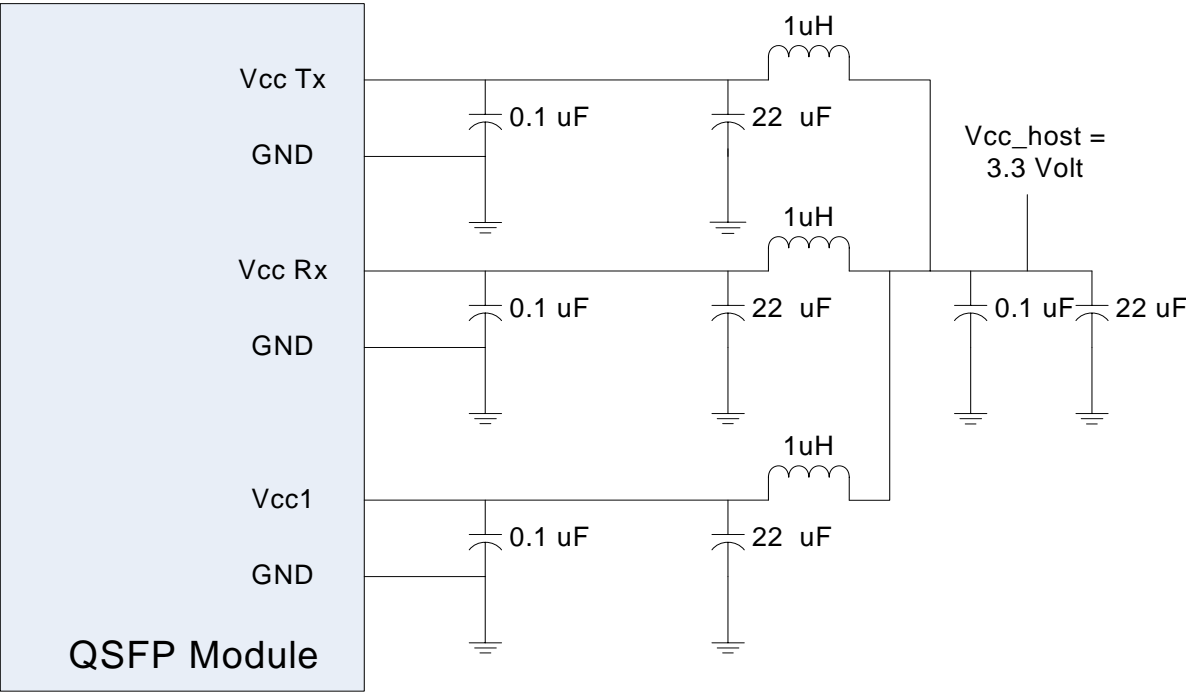 1uH
Vcc Tx
0.1 uF
22 uF
GND
Vcc_host =
3.3 Volt
1uH
Vcc Rx
0.1 uF
22 uF
0.1 uF
22 uF
GND
1uH
Vcc1
0.1 uF
22 uF
GND
QSFP Module